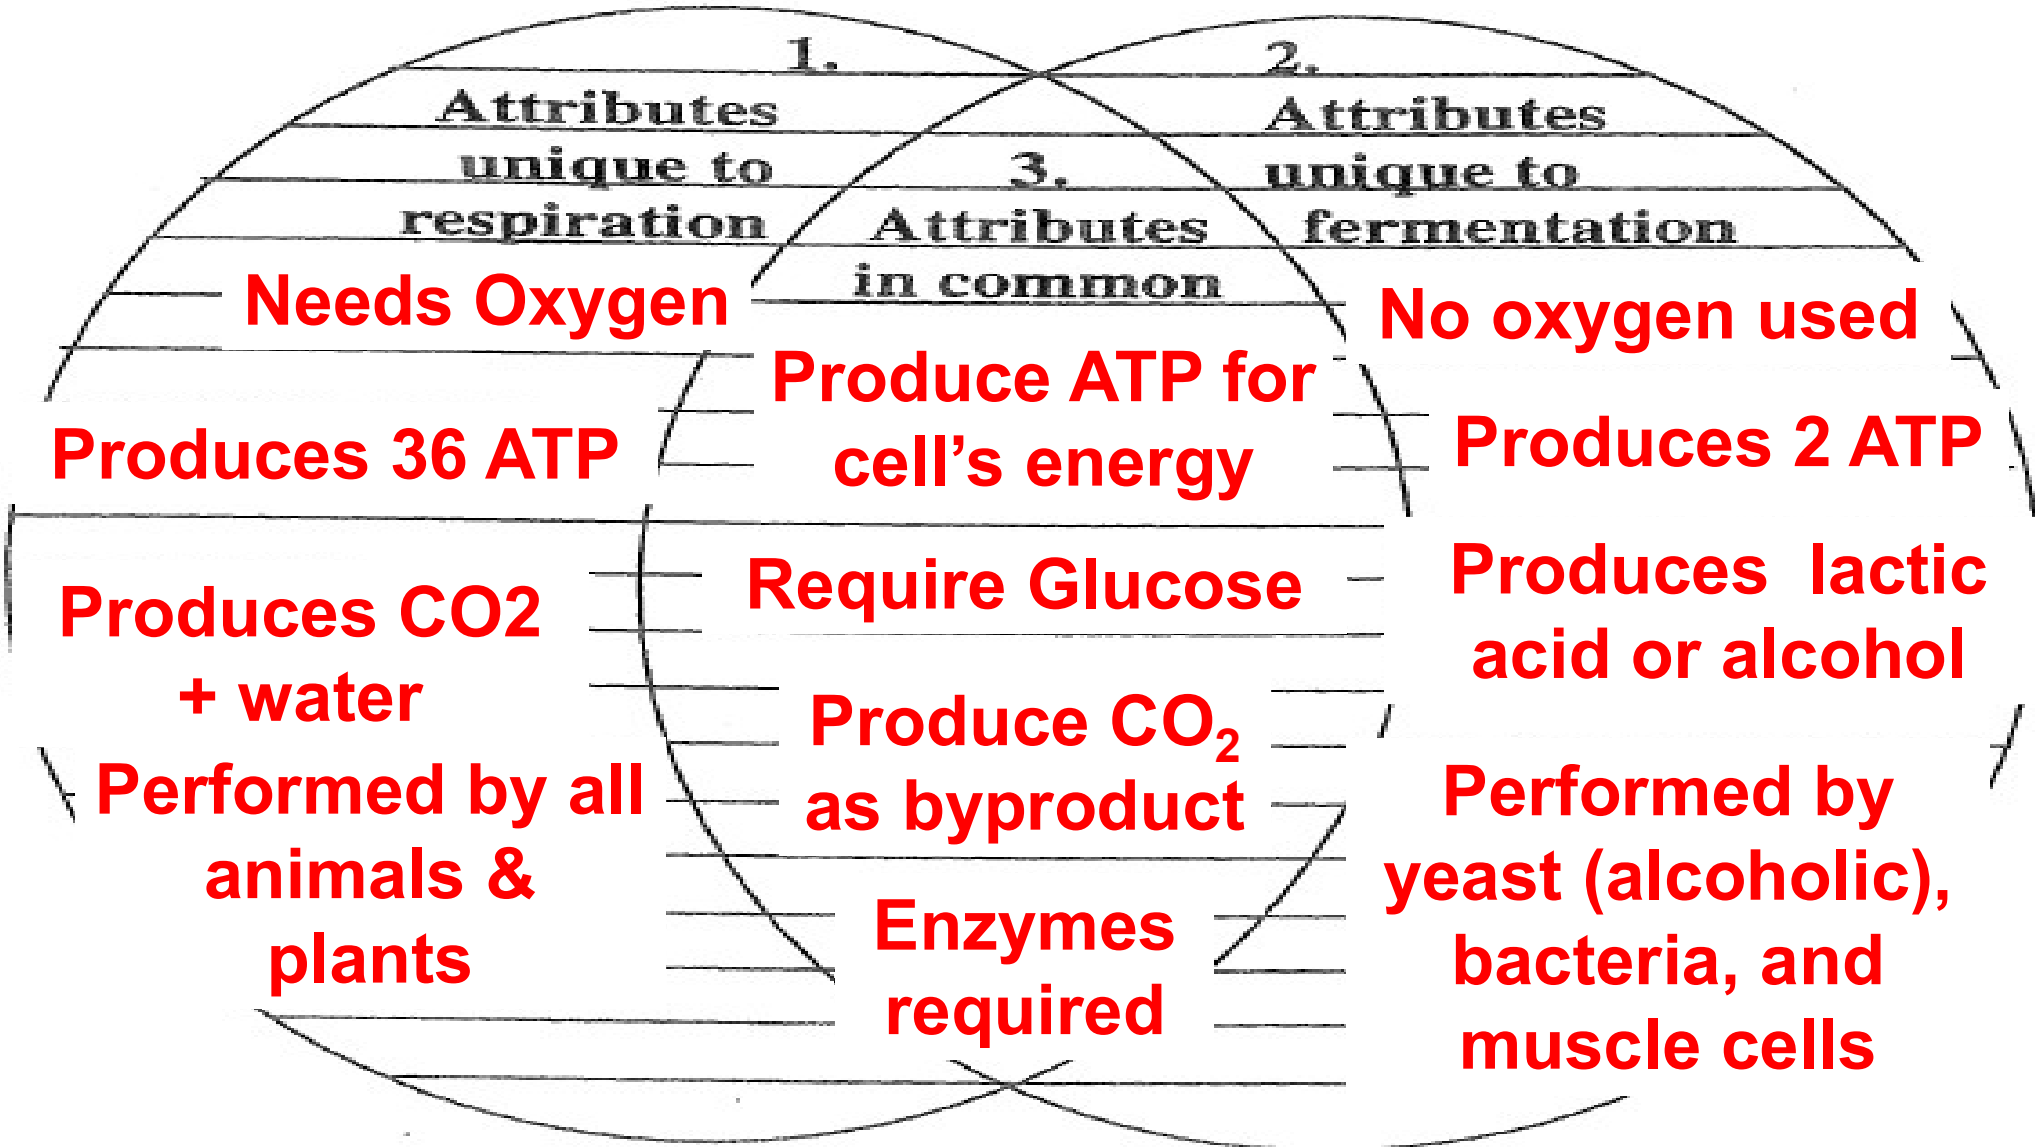 1.
Attributes
unique to
respiration
Needs Oxygen
Produces 36 ATP
Produces CO2
+ water
Performed by all
animals &
plants
3.
Attributes
in common
Produce ATP for
cell's energy
Require Glucose
Produce CO₂
as byproduct
Enzymes
required
2.
Attributes
unique to
fermentation
No oxygen used
Produces 2 ATP
Produces lactic
acid or alcohol
Performed by
yeast (alcoholic),
bacteria, and
muscle cells